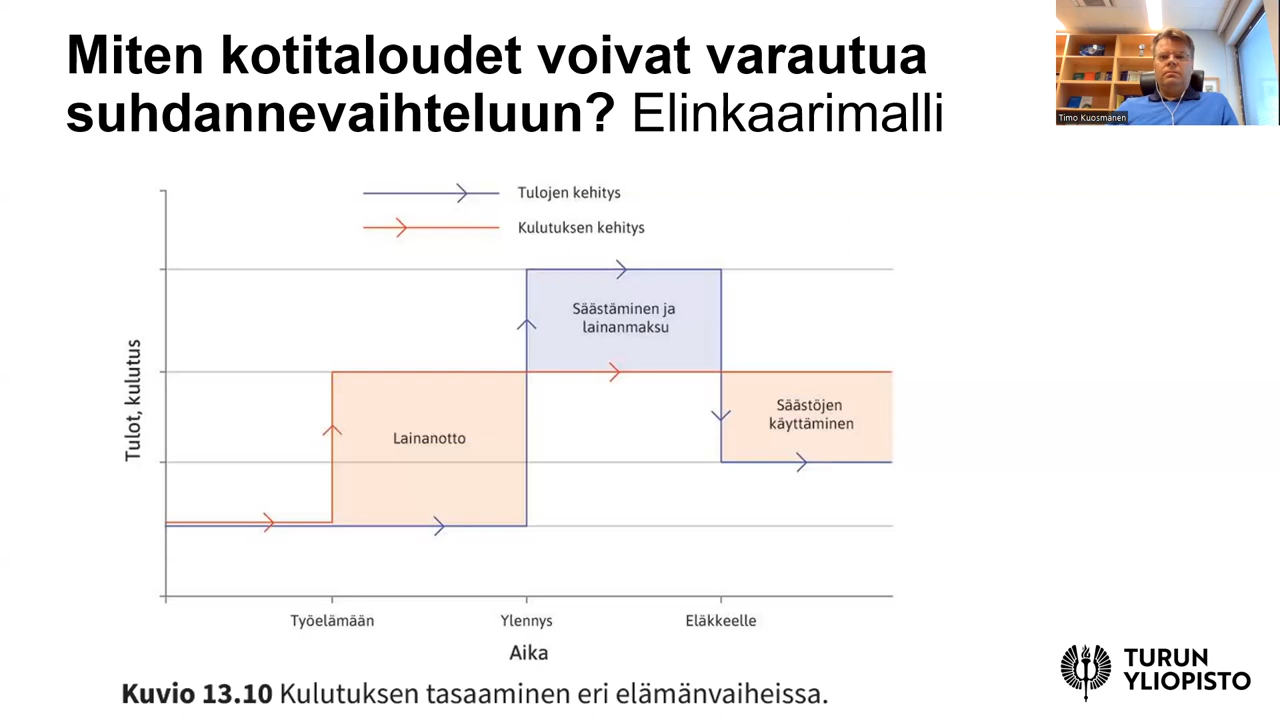 Miten kotitaloudet voivat varautua
suhdannevaihteluun? Elinkaarimalli
Timo Kuosmanen
Tulojen kehitys
Kulutuksen kehitys
Säästäminen ja
lainanmaksu
Säästöjen
käyttäminen
Lainanotto
Tulot, kulutus
Työelämään
Ylennys
Eläkkeelle
Aika
Kuvio 13.10 Kulutuksen tasaaminen eri elämänvaiheissa.
TURUN
YLIOPISTO